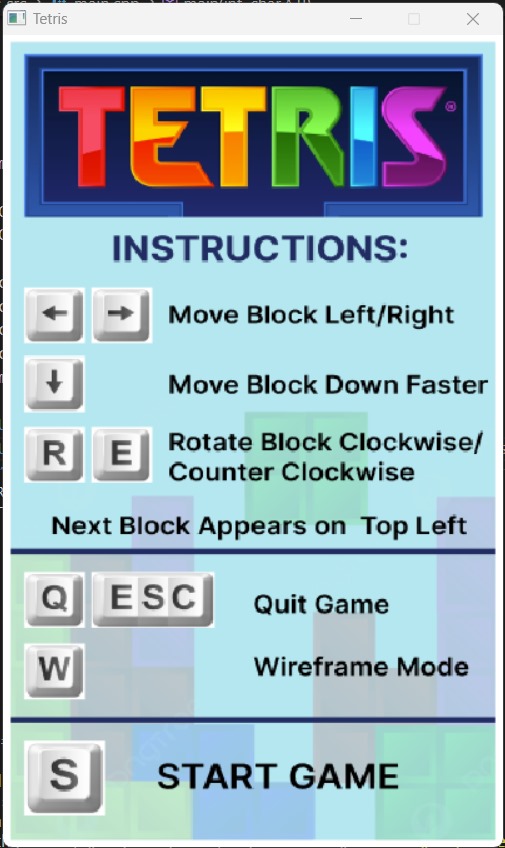 Tetris
TETRIS®
INSTRUCTIONS:
← → Move Block Left/Right
↓ Move Block Down Faster
R E Rotate Block Clockwise/
Counter Clockwise
Next Block Appears on Top Left
Q ESC Quit Game
W Wireframe Mode
S START GAME